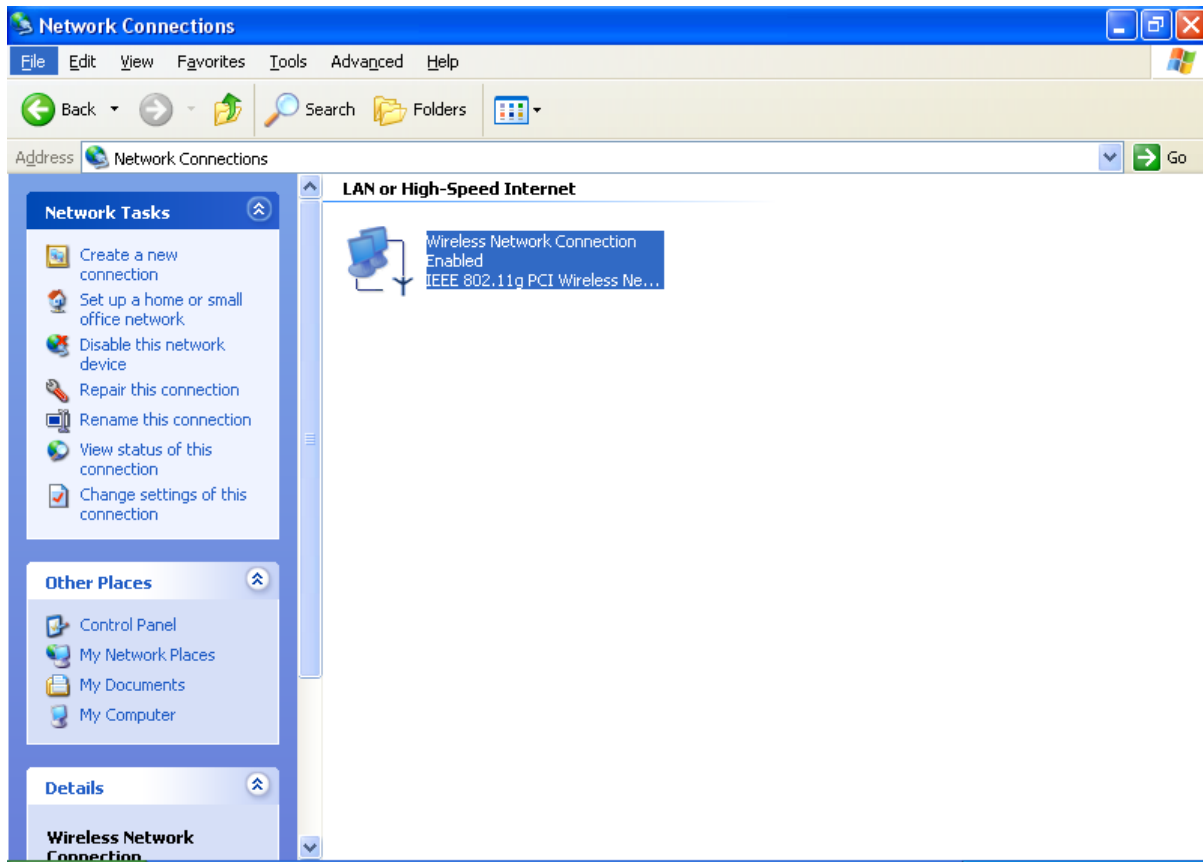 Network Connections
File Edit View Favorites Tools Advanced Help
Back Search Folders
Address Network Connections Go
Network Tasks
Create a new
connection
Set up a home or small
office network
Disable this network
device
Repair this connection
Rename this connection
View status of this
connection
Change settings of this
connection
Other Places
Control Panel
My Network Places
My Documents
My Computer
Details
Wireless Network
Connection
LAN or High-Speed Internet
Wireless Network Connection
Enabled
IEEE 802.11g PCI Wireless Ne...